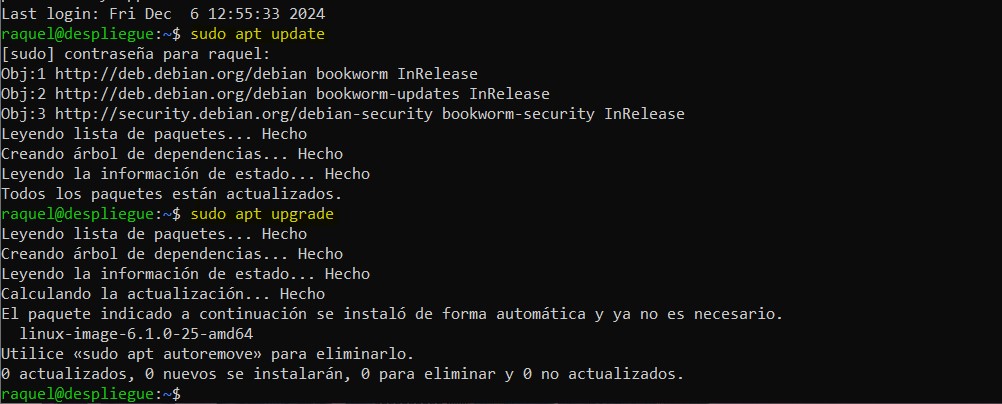 Last login: Fri Dec  6 12:55:33 2024
raquel@despliegue:~$ sudo apt update
[sudo] contraseña para raquel:
Obj:1 http://deb.debian.org/debian bookworm InRelease
Obj:2 http://deb.debian.org/debian bookworm-updates InRelease
Obj:3 http://security.debian.org/debian-security bookworm-security InRelease
Leyendo lista de paquetes... Hecho
Creando árbol de dependencias... Hecho
Leyendo la información de estado... Hecho
Todos los paquetes están actualizados.
raquel@despliegue:~$ sudo apt upgrade
Leyendo lista de paquetes... Hecho
Creando árbol de dependencias... Hecho
Leyendo la información de estado... Hecho
Calculando la actualización... Hecho
El paquete indicado a continuación se instaló de forma automática y ya no es necesario.
  linux-image-6.1.0-25-amd64
Utilice «sudo apt autoremove» para eliminarlo.
0 actualizados, 0 nuevos se instalarán, 0 para eliminar y 0 no actualizados.
raquel@despliegue:~$